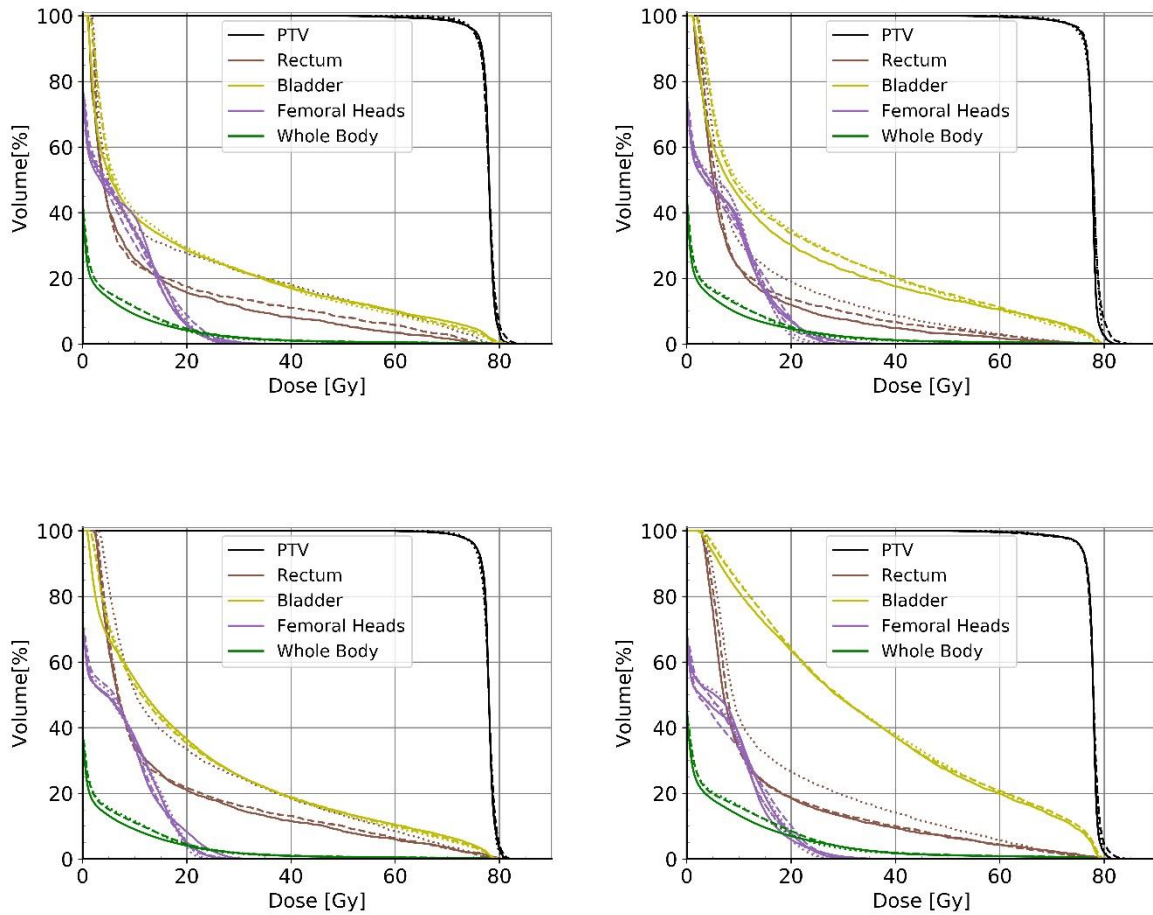 100
80
60
40
20
0
Volume[%]
PTV
Rectum
Bladder
Femoral Heads
Whole Body
0 20 40 60 80
Dose [Gy]
100
80
60
40
20
0
Volume[%]
PTV
Rectum
Bladder
Femoral Heads
Whole Body
0 20 40 60 80
Dose [Gy]
100
80
60
40
20
0
Volume[%]
PTV
Rectum
Bladder
Femoral Heads
Whole Body
0 20 40 60 80
Dose [Gy]
100
80
60
40
20
0
Volume[%]
PTV
Rectum
Bladder
Femoral Heads
Whole Body
0 20 40 60 80
Dose [Gy]